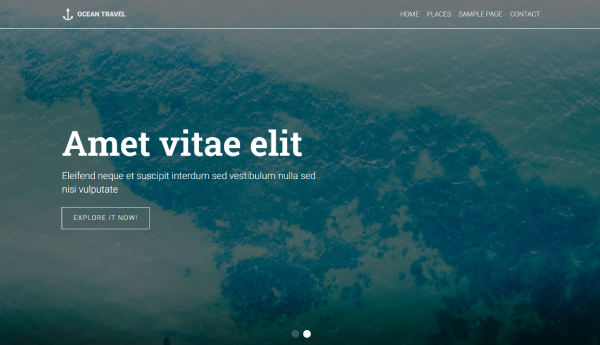 OCEAN TRAVEL
HOME PLACES SAMPLE PAGE CONTACT
Amet vitae elit
Eleifend neque et suscipit interdum sed vestibulum nulla sed
nisi vulputate
EXPLORE IT NOW!